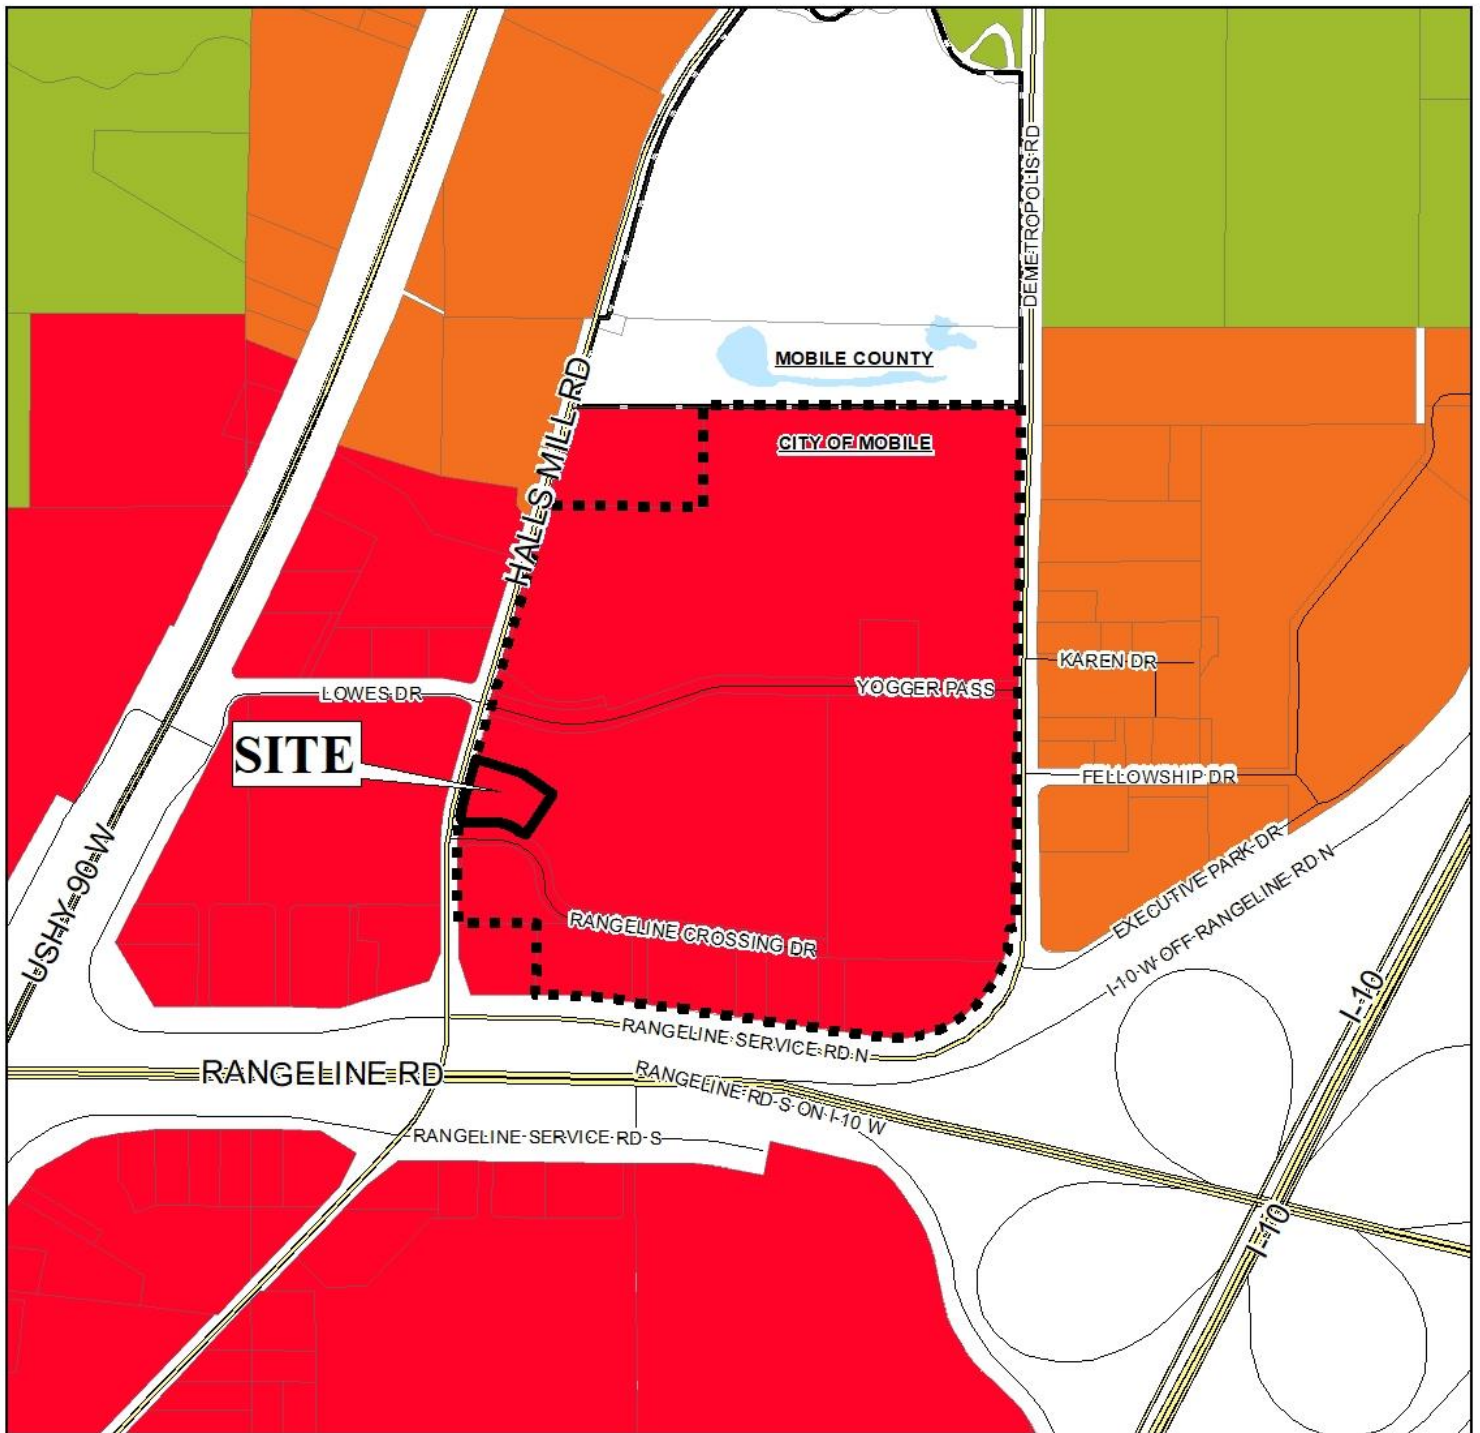 DEMETROPOLIS RD
MOBILE COUNTY
HALLS MILL RD
CITY OF MOBILE
KAREN DR
LOWES DR
YOGGER PASS
SITE
FELLOWSHIP DR
USHY 90 W
EXECUTIVE PARK DR
I-10 W OFF RANGELINE RD N
RANGELINE CROSSING DR
I-10
RANGELINE SERVICE RD N
RANGELINE RD
RANGELINE RD S ON I-10 W
RANGELINE SERVICE RD S
I-10